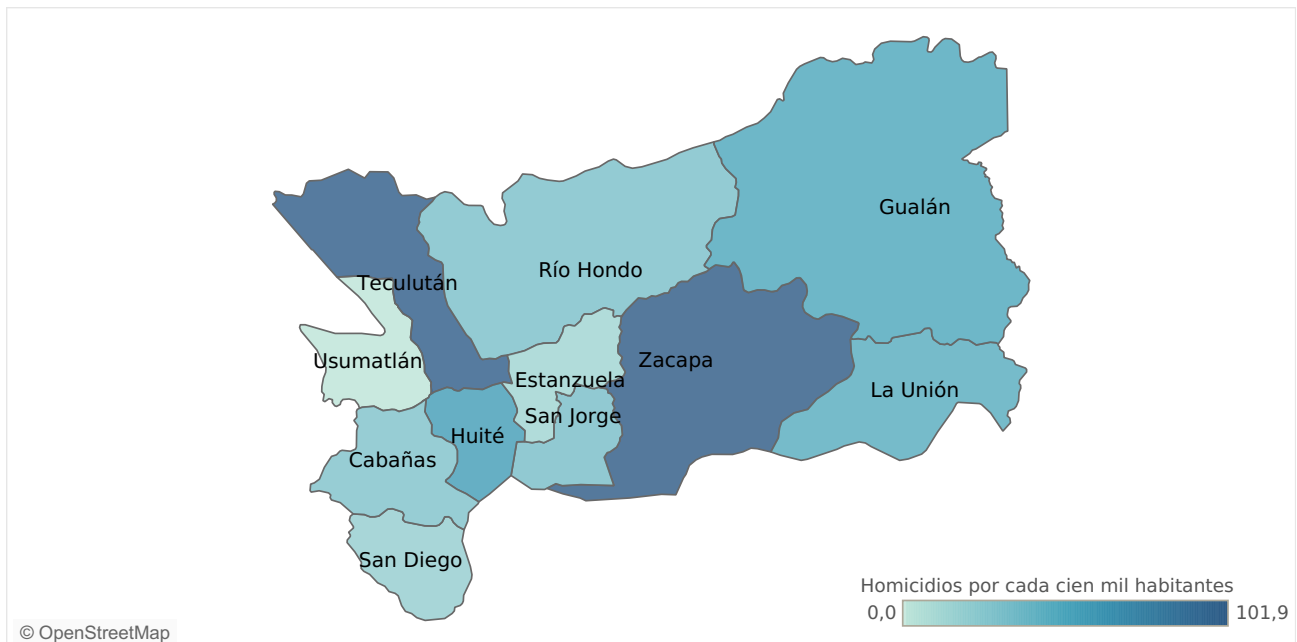 Gualán
Río Hondo
Teculután
Usumatlán
Zacapa
Estanzuela
La Unión
San Jorge
Huité
Cabañas
San Diego
Homicidios por cada cien mil habitantes
0,0 101,9
© OpenStreetMap